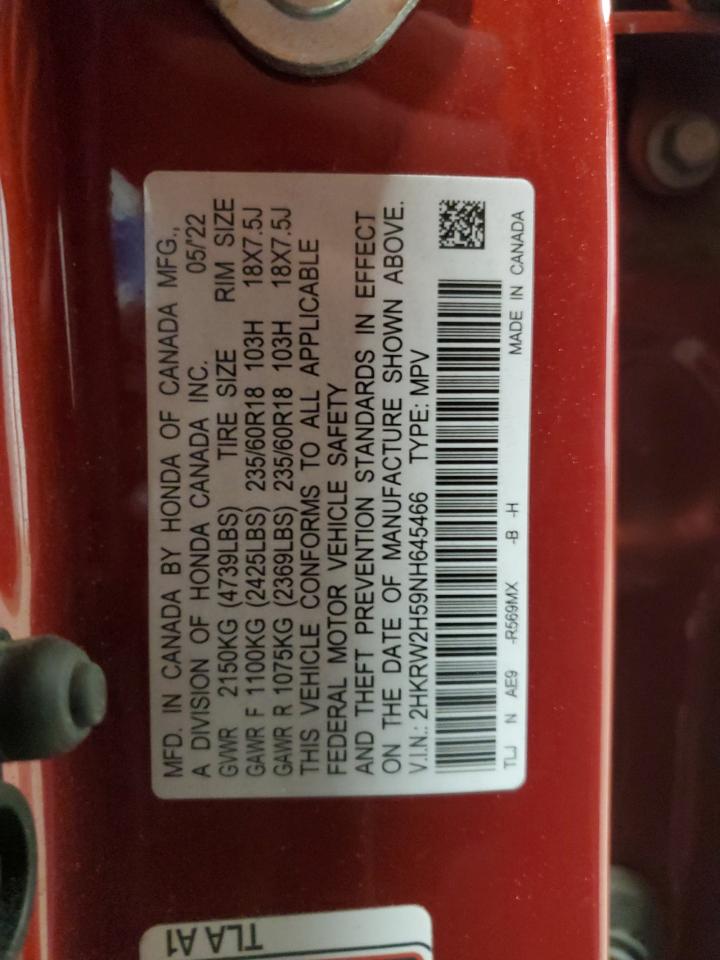 MFD. IN CANADA BY HONDA OF CANADA MFG.,
A DIVISION OF HONDA CANADA INC. 05/'22
GVWR 2150KG (4739LBS) TIRE SIZE RIM SIZE
GAWR F 1100KG (2425LBS) 235/60R18 103H 18X7.5J
GAWR R 1075KG (2369LBS) 235/60R18 103H 18X7.5J
THIS VEHICLE CONFORMS TO ALL APPLICABLE
FEDERAL MOTOR VEHICLE SAFETY
AND THEFT PREVENTION STANDARDS IN EFFECT
ON THE DATE OF MANUFACTURE SHOWN ABOVE.
V.I.N.: 2HKRW2H59NH645466 TYPE: MPV
TLJ N AE9 -R569MX -B -H MADE IN CANADA
TLA A1